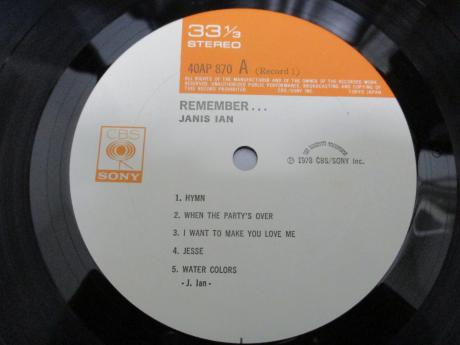 33 1/3
STEREO
40AP 870 A (Record 1)
ALL RIGHTS OF THE MANUFACTURER AND OF THE OWNER OF THE RECORDED WORK
RESERVED. UNAUTHORIZED PUBLIC PERFORMANCE, BROADCASTING AND COPYING OF
THIS RECORD PROHIBITED CBS/SONY INC. TOKYO JAPAN
REMEMBER...
JANIS IAN
CBS
SONY
Ⓟ 1978 CBS/SONY Inc.
1. HYMN
2. WHEN THE PARTY'S OVER
3. I WANT TO MAKE YOU LOVE ME
4. JESSE
5. WATER COLORS
-J. Ian-